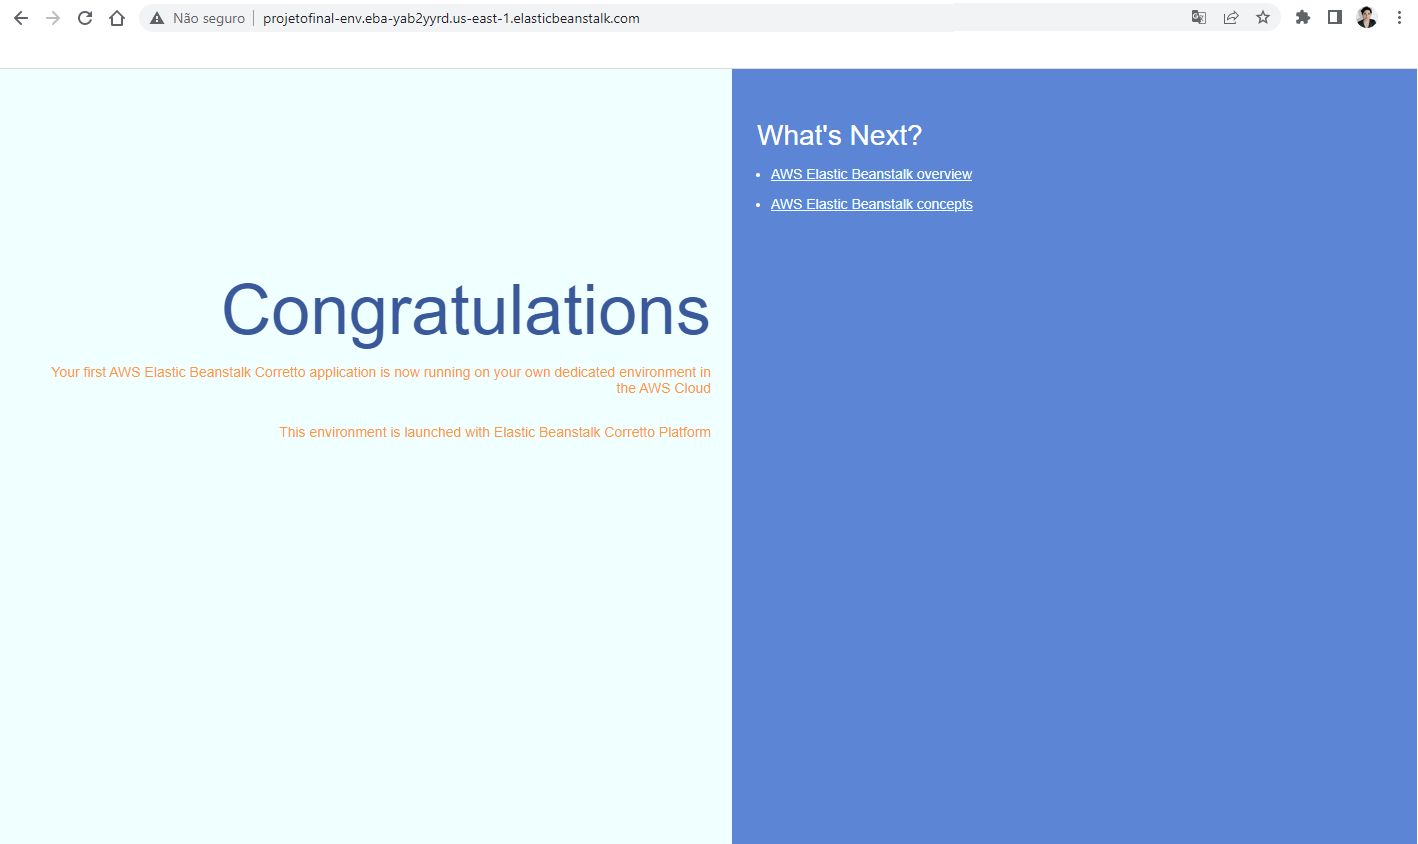 Não seguro
projetofinal-env.eba-yab2yyrd.us-east-1.elasticbeanstalk.com
Congratulations
Your first AWS Elastic Beanstalk Corretto application is now running on your own dedicated environment in
the AWS Cloud
This environment is launched with Elastic Beanstalk Corretto Platform
What's Next?
AWS Elastic Beanstalk overview
AWS Elastic Beanstalk concepts